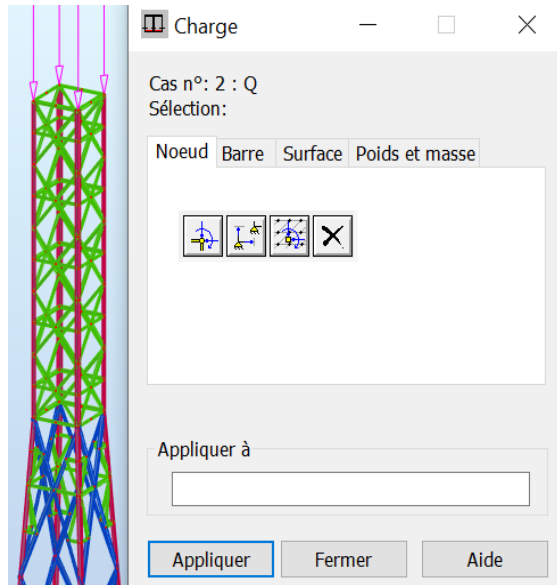 Charge
Cas n°: 2 : Q
Sélection:
Noeud Barre Surface Poids et masse
Appliquer à
Appliquer Fermer Aide